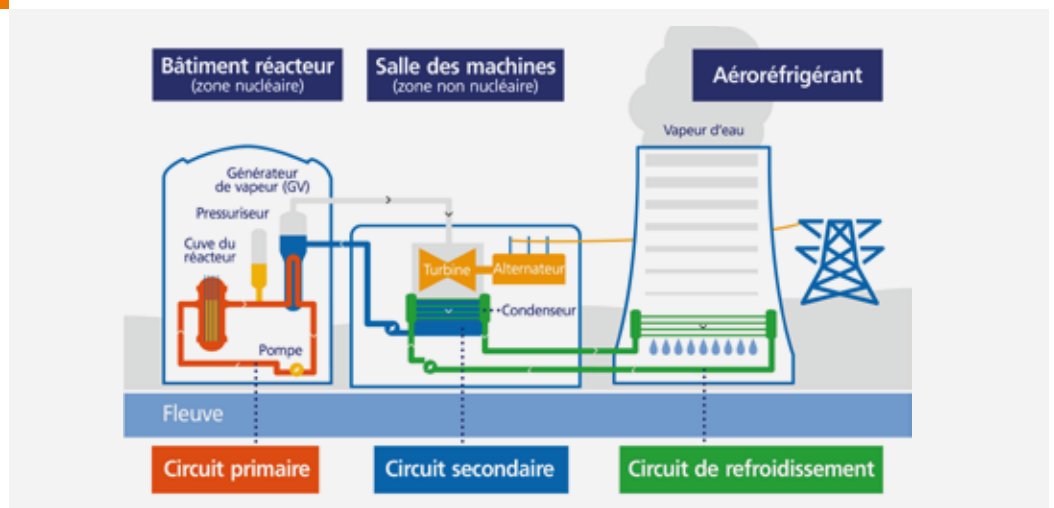 Bâtiment réacteur
(zone nucléaire)
Salle des machines
(zone non nucléaire)
Aéroréfrigérant
Vapeur d'eau
Générateur
de vapeur (GV)
Pressuriseur
Cuve du
réacteur
Turbine
Alternateur
Condenseur
Pompe
Fleuve
Circuit primaire
Circuit secondaire
Circuit de refroidissement